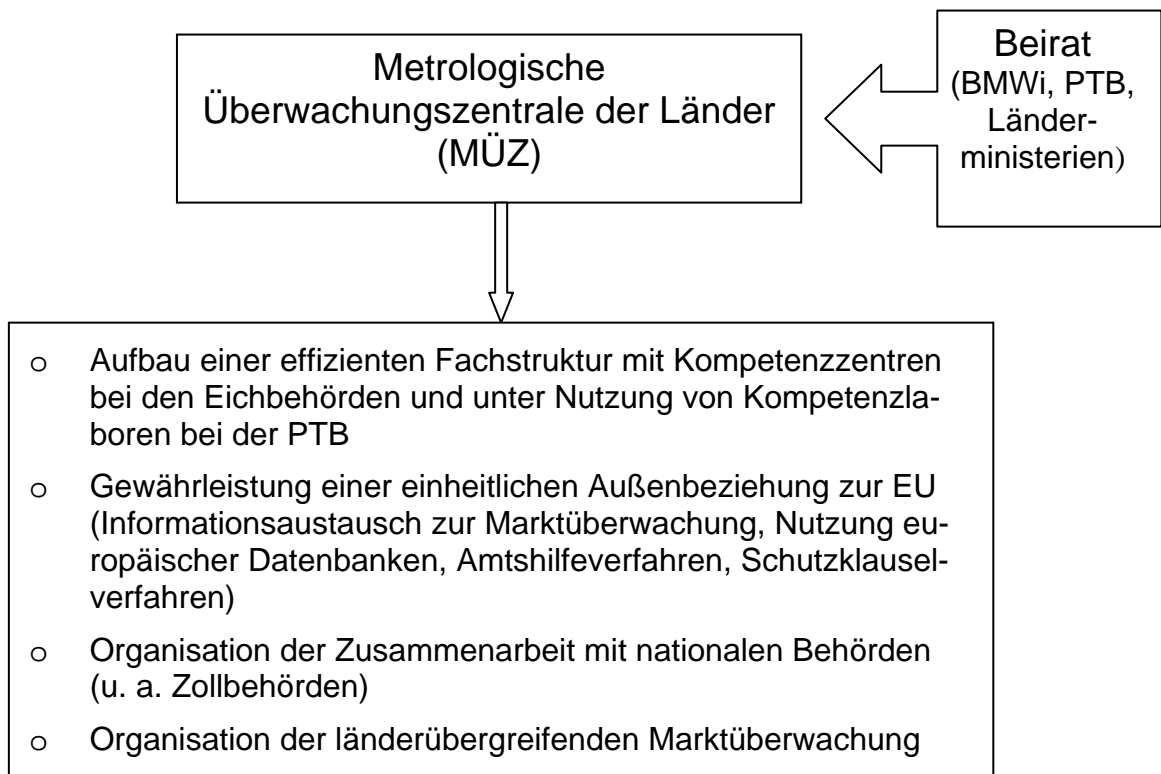 Metrologische
Überwachungszentrale der Länder
(MÜZ)
Beirat
(BMWi, PTB,
Länder-
ministerien)
o Aufbau einer effizienten Fachstruktur mit Kompetenzzentren
bei den Eichbehörden und unter Nutzung von Kompetenzla-
boren bei der PTB
o Gewährleistung einer einheitlichen Außenbeziehung zur EU
(Informationsaustausch zur Marktüberwachung, Nutzung eu-
ropäischer Datenbanken, Amtshilfeverfahren, Schutzklausel-
verfahren)
o Organisation der Zusammenarbeit mit nationalen Behörden
(u. a. Zollbehörden)
o Organisation der länderübergreifenden Marktüberwachung